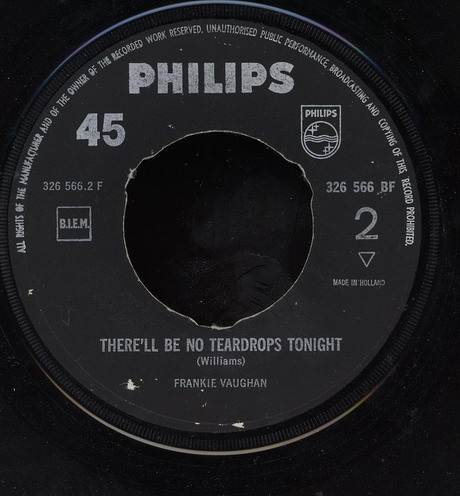 ALL RIGHTS OF THE MANUFACTURER AND OF THE OWNER OF THE RECORDED WORK RESERVED. UNAUTHORISED PUBLIC PERFORMANCE, BROADCASTING AND COPYING OF THIS RECORD PROHIBITED.
PHILIPS
45
PHILIPS
326 566.2 F
326 566 BF
B.I.E.M.
2
MADE IN HOLLAND
THERE'LL BE NO TEARDROPS TONIGHT
(Williams)
FRANKIE VAUGHAN